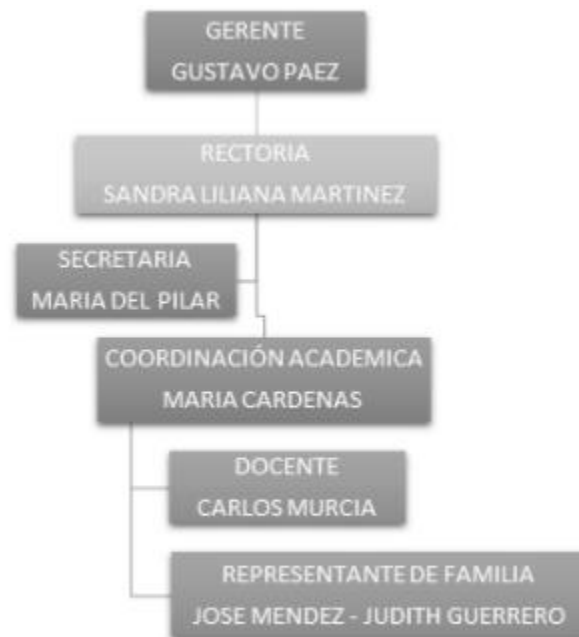 GERENTE
GUSTAVO PAEZ
RECTORIA
SANDRA LILIANA MARTINEZ
SECRETARIA
MARIA DEL PILAR
COORDINACIÓN ACADEMICA
MARIA CARDENAS
DOCENTE
CARLOS MURCIA
REPRESENTANTE DE FAMILIA
JOSE MENDEZ - JUDITH GUERRERO